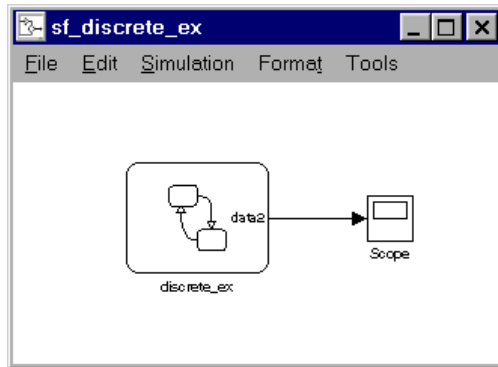 sf_discrete_ex
File Edit Simulation Format Tools
data2
Scope
discrete_ex